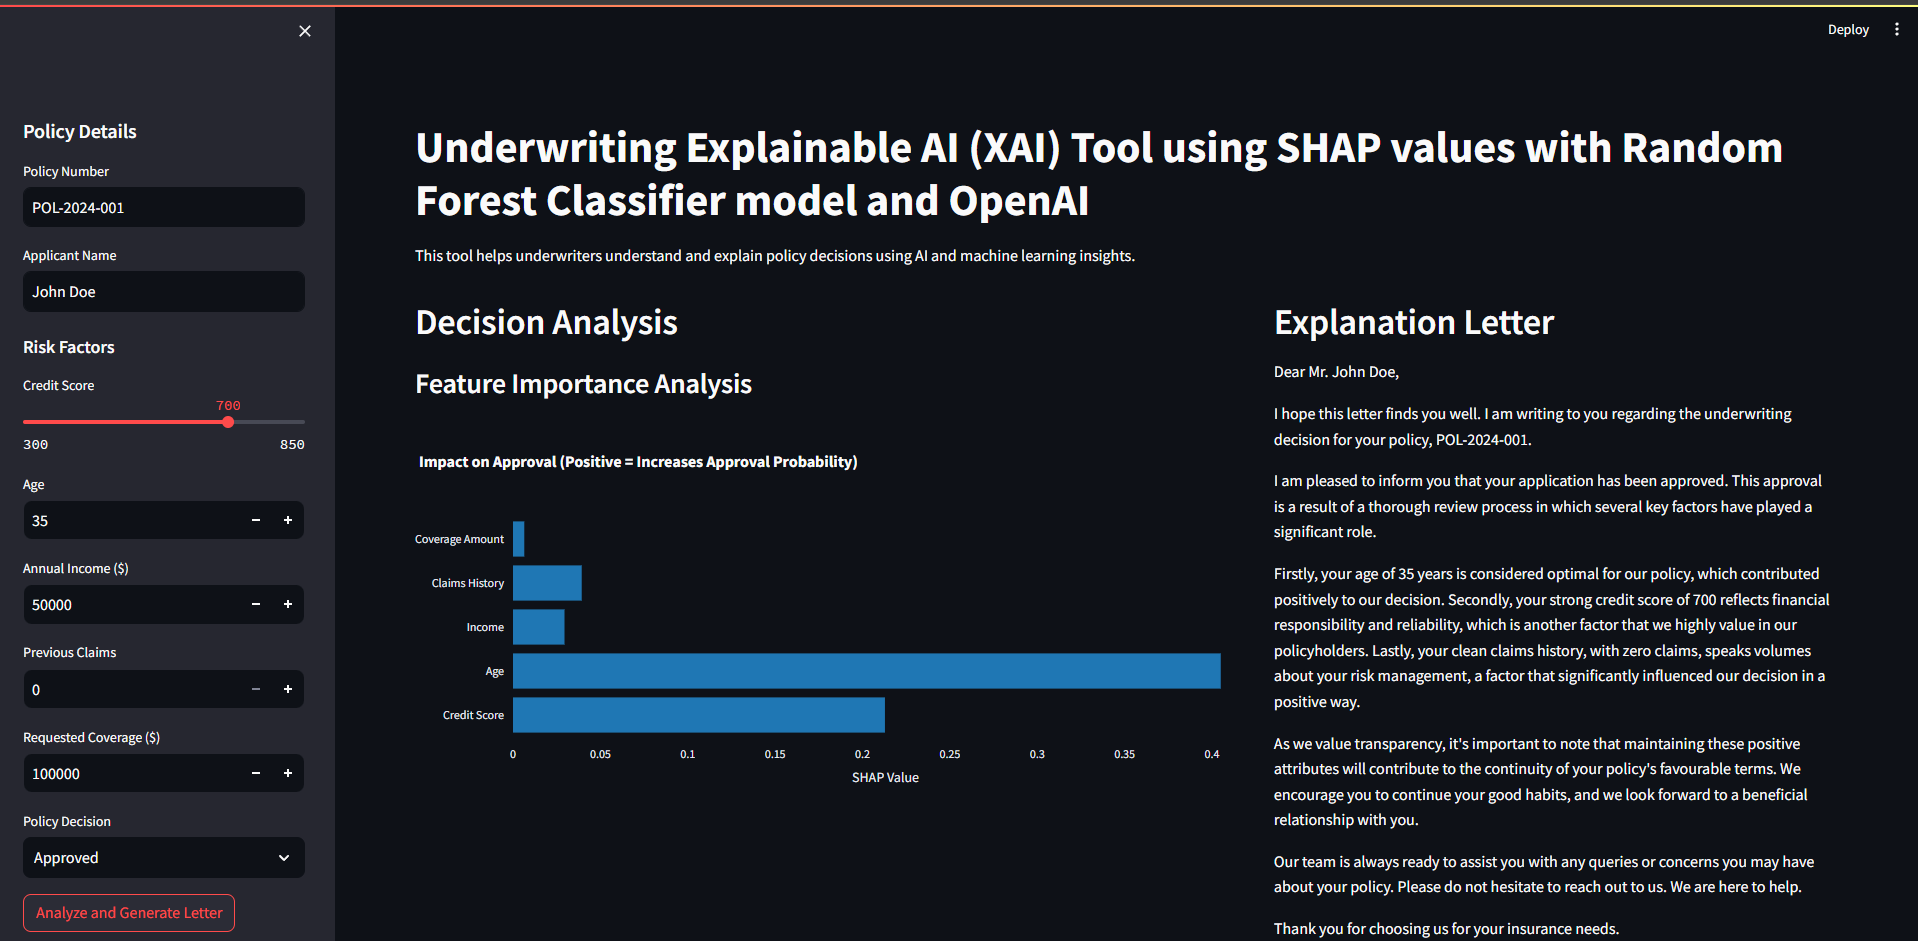 Deploy
Policy Details
Policy Number
POL-2024-001
Applicant Name
John Doe
Risk Factors
Credit Score
700
300 850
Age
35
Annual Income ($)
50000
Previous Claims
0
Requested Coverage ($)
100000
Policy Decision
Approved
Analyze and Generate Letter
Underwriting Explainable AI (XAI) Tool using SHAP values with Random
Forest Classifier model and OpenAI
This tool helps underwriters understand and explain policy decisions using AI and machine learning insights.
Decision Analysis
Feature Importance Analysis
Impact on Approval (Positive = Increases Approval Probability)
Coverage Amount
Claims History
Income
Age
Credit Score
0 0.05 0.1 0.15 0.2 0.25 0.3 0.35 0.4
SHAP Value
Explanation Letter
Dear Mr. John Doe,
I hope this letter finds you well. I am writing to you regarding the underwriting
decision for your policy, POL-2024-001.
I am pleased to inform you that your application has been approved. This approval
is a result of a thorough review process in which several key factors have played a
significant role.
Firstly, your age of 35 years is considered optimal for our policy, which contributed
positively to our decision. Secondly, your strong credit score of 700 reflects financial
responsibility and reliability, which is another factor that we highly value in our
policyholders. Lastly, your clean claims history, with zero claims, speaks volumes
about your risk management, a factor that significantly influenced our decision in a
positive way.
As we value transparency, it's important to note that maintaining these positive
attributes will contribute to the continuity of your policy's favourable terms. We
encourage you to continue your good habits, and we look forward to a beneficial
relationship with you.
Our team is always ready to assist you with any queries or concerns you may have
about your policy. Please do not hesitate to reach out to us. We are here to help.
Thank you for choosing us for your insurance needs.